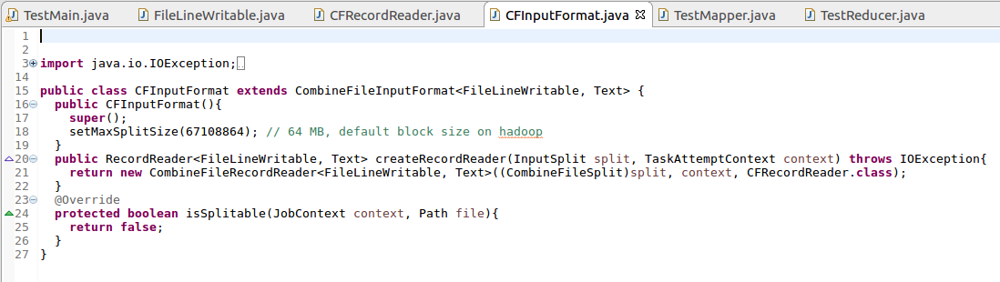 TestMain.java FileLineWritable.java CFRecordReader.java CFInputFormat.java TestMapper.java TestReducer.java
1
2
3 import java.io.IOException;
14
15 public class CFInputFormat extends CombineFileInputFormat<FileLineWritable, Text> {
16 public CFInputFormat(){
17 super();
18 setMaxSplitSize(67108864); // 64 MB, default block size on hadoop
19 }
20 public RecordReader<FileLineWritable, Text> createRecordReader(InputSplit split, TaskAttemptContext context) throws IOException{
21 return new CombineFileRecordReader<FileLineWritable, Text>((CombineFileSplit)split, context, CFRecordReader.class);
22 }
23 @Override
24 protected boolean isSplitable(JobContext context, Path file){
25 return false;
26 }
27 }